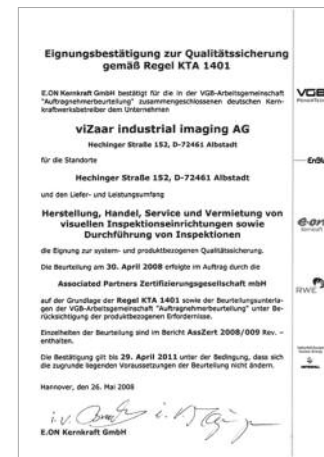 Eignungsbestätigung zur Qualitätssicherung
gemäß Regel KTA 1401
E.ON Kernkraft GmbH bestätigt für die in der VGB-Arbeitsgemeinschaft
"Auftragnehmerbeurteilung" zusammengeschlossenen deutschen Kern-
kraftwerksbetreiber dem Unternehmen
viZaar industrial imaging AG
Hechinger Straße 152, D-72461 Albstadt
für die Standorte
Hechinger Straße 152, D-72461 Albstadt
und den Liefer- und Leistungsumfang
Herstellung, Handel, Service und Vermietung von
visuellen Inspektionseinrichtungen sowie
Durchführung von Inspektionen
die Eignung zur system- und produktbezogenen Qualitätssicherung.
Die Beurteilung am 30. April 2008 erfolgte im Auftrag durch die
Associated Partners Zertifizierungsgesellschaft mbH
auf der Grundlage der Regel KTA 1401 sowie der Beurteilungsunterla-
gen der VGB-Arbeitsgemeinschaft "Auftragnehmerbeurteilung" unter Be-
rücksichtigung der produktbezogenen Erfordernisse.
Einzelheiten der Beurteilung sind im Bericht AssZert 2008/009 Rev. –
enthalten.
Die Bestätigung gilt bis 29. April 2011 unter der Bedingung, dass sich
die zugrunde liegenden Voraussetzungen der Beurteilung nicht ändern.
Hannover, den 26. Mai 2008
i.V. i.V.
E.ON Kernkraft GmbH
VGB
EnBW
e·on
Kernkraft
RWE